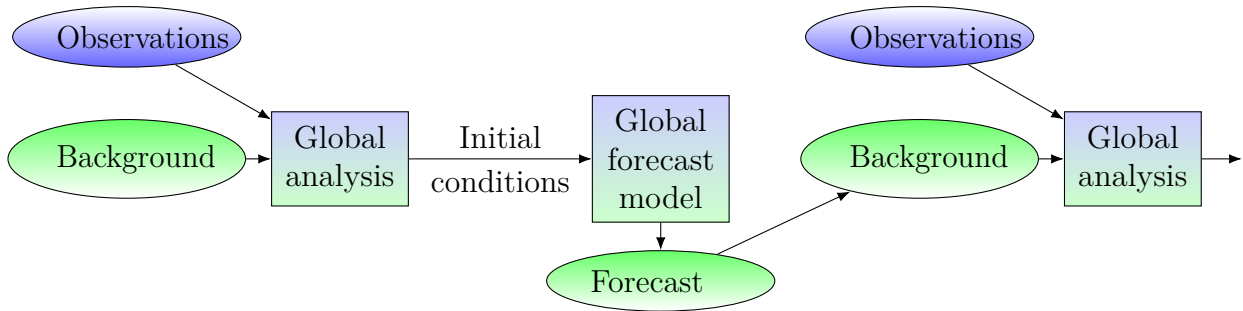 Observations
Background
Global
analysis
Initial
conditions
Global
forecast
model
Forecast
Observations
Background
Global
analysis